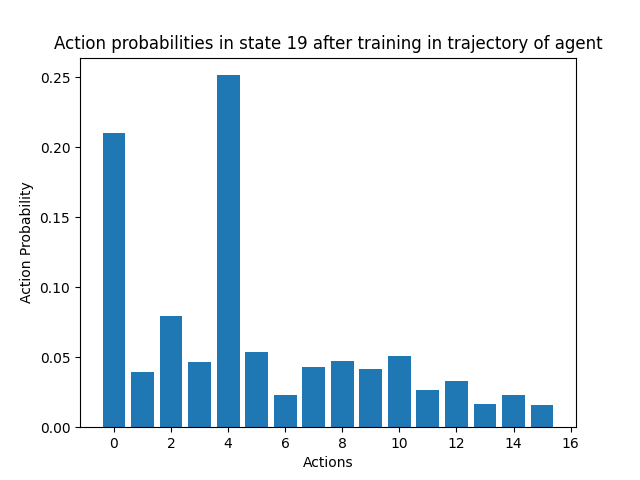 Action probabilities in state 19 after training in trajectory of agent
0.25
0.20
0.15
0.10
0.05
0.00
Action Probability
0 2 4 6 8 10 12 14 16
Actions